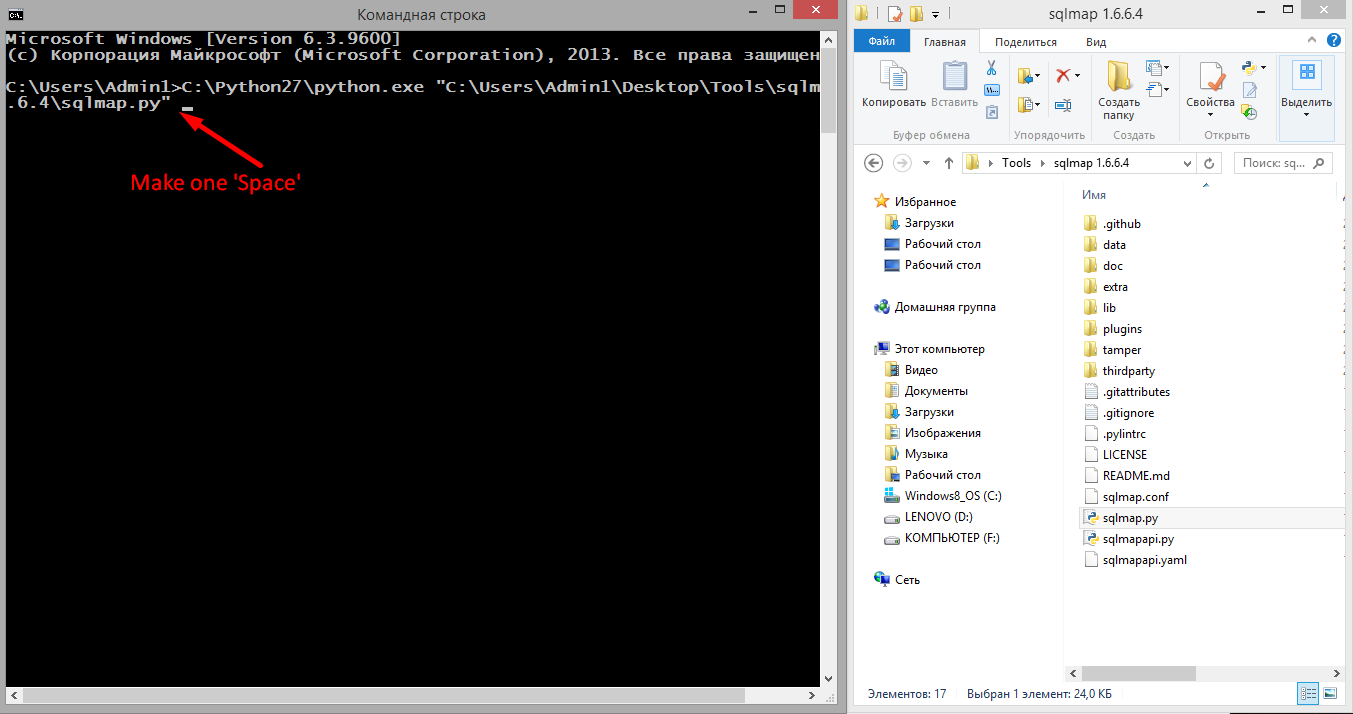 Командная строка
Microsoft Windows [Version 6.3.9600]
(c) Корпорация Майкрософт (Microsoft Corporation), 2013. Все права защищен
C:\Users\Admin1>C:\Python27\python.exe "C:\Users\Admin1\Desktop\Tools\sqlm
.6.4\sqlmap.py"
Make one 'Space'
sqlmap 1.6.6.4
Файл Главная Поделиться Вид
Копировать
Вставить
Буфер обмена
Упорядочить
Создать
папку
Создать
Свойства
Открыть
Выделить
Tools sqlmap 1.6.6.4
Поиск: sq...
Избранное
Загрузки
Рабочий стол
Рабочий стол
Домашняя группа
Этот компьютер
Видео
Документы
Загрузки
Изображения
Музыка
Рабочий стол
Windows8_OS (C:)
LENOVO (D:)
КОМПЬЮТЕР (F:)
Сеть
Имя
.github
data
doc
extra
lib
plugins
tamper
thirdparty
.gitattributes
.gitignore
.pylintrc
LICENSE
README.md
sqlmap.conf
sqlmap.py
sqlmapapi.py
sqlmapapi.yaml
Элементов: 17 Выбран 1 элемент: 24,0 КБ